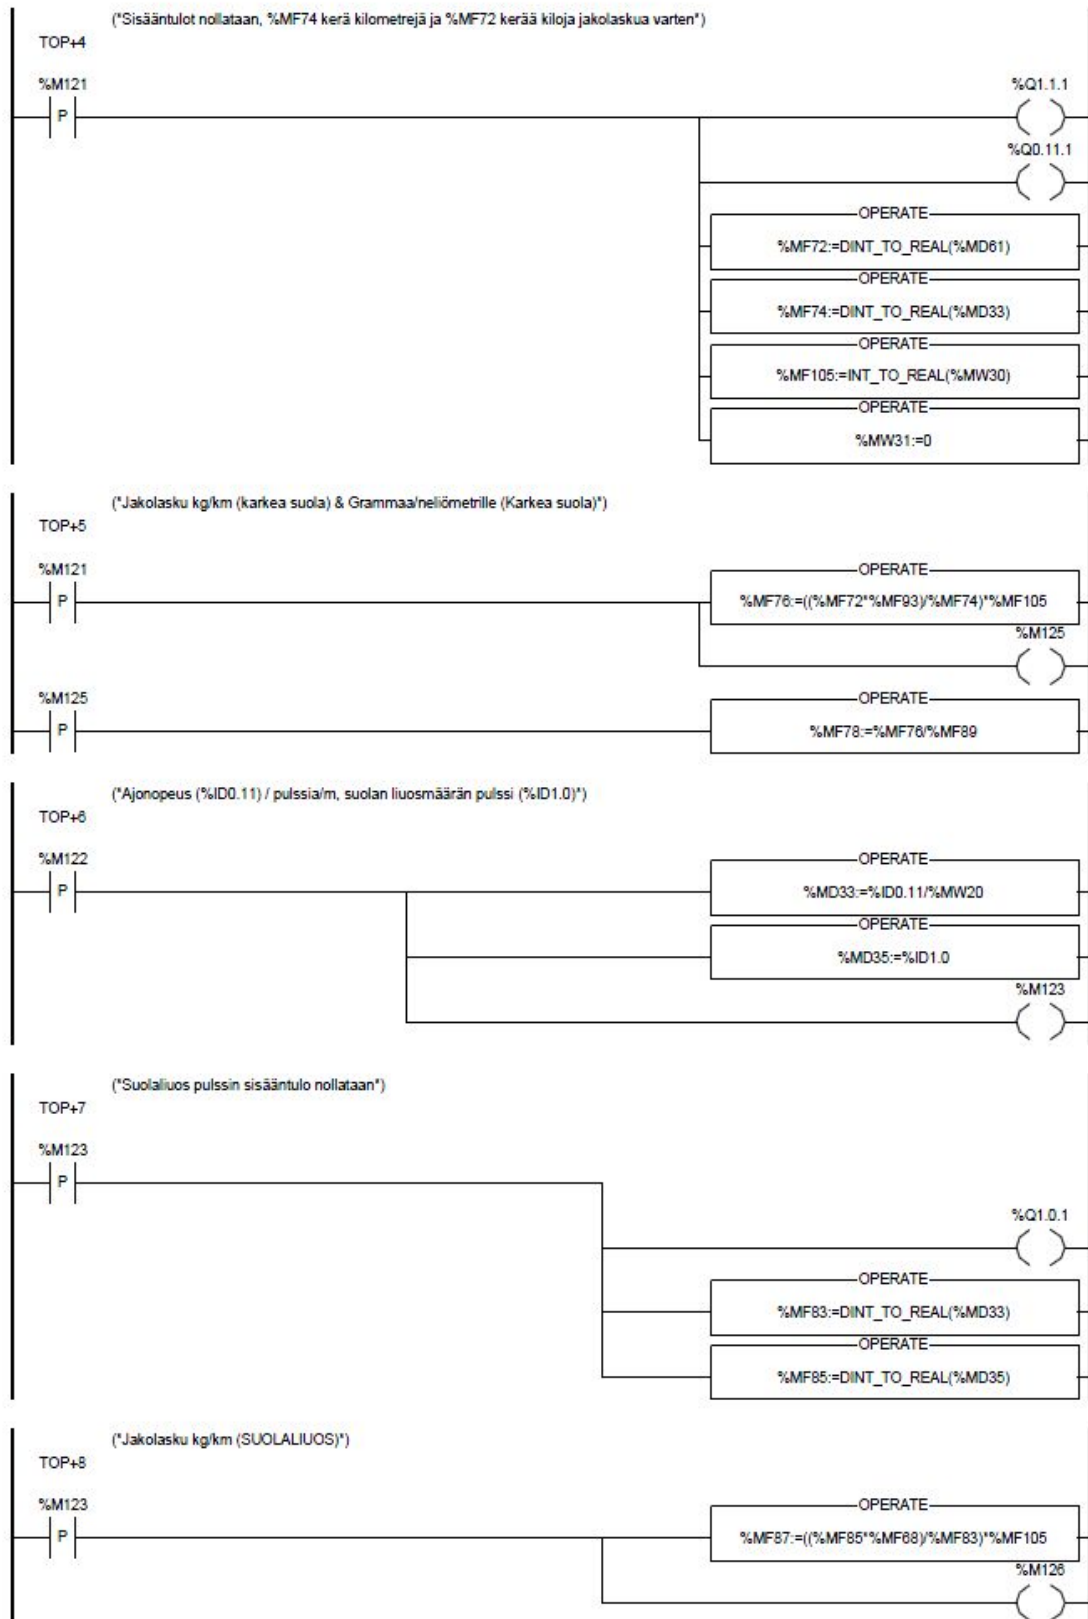 ("Sisääntulot nollataan, %MF74 kerä kilometrejä ja %MF72 kerää kiloja jakolaskua varten")
TOP+4
%M121
P
%Q1.1.1
%Q0.11.1
OPERATE
%MF72:=DINT_TO_REAL(%MD61)
OPERATE
%MF74:=DINT_TO_REAL(%MD33)
OPERATE
%MF105:=INT_TO_REAL(%MW30)
OPERATE
%MW31:=0
("Jakolasku kg/km (karkea suola) & Grammaa/neliömetrille (Karkea suola)")
TOP+5
%M121
P
OPERATE
%MF76:=((%MF72*%MF93)/%MF74)*%MF105
%M125
%M125
P
OPERATE
%MF78:=%MF76/%MF89
("Ajonopeus (%ID0.11) / pulssia/m, suolan liuosmäärän pulssi (%ID1.0)")
TOP+6
%M122
P
OPERATE
%MD33:=%ID0.11/%MW20
OPERATE
%MD35:=%ID1.0
%M123
("Suolaliuos pulssin sisääntulo nollataan")
TOP+7
%M123
P
%Q1.0.1
OPERATE
%MF83:=DINT_TO_REAL(%MD33)
OPERATE
%MF85:=DINT_TO_REAL(%MD35)
("Jakolasku kg/km (SUOLALIUOS)")
TOP+8
%M123
P
OPERATE
%MF87:=((%MF85*%MF68)/%MF83)*%MF105
%M126